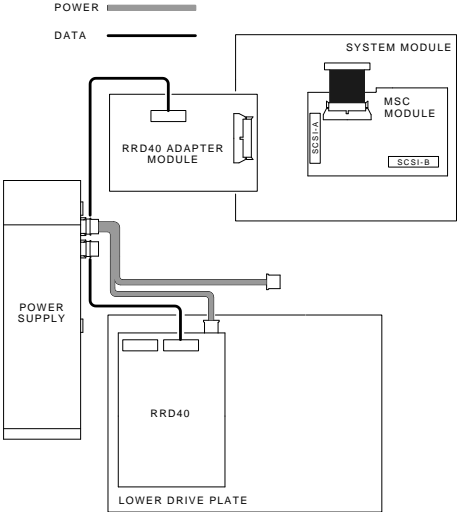 POWER
DATA
SYSTEM MODULE
MSC
MODULE
SCSI-A
SCSI-B
RRD40 ADAPTER
MODULE
POWER
SUPPLY
RRD40
LOWER DRIVE PLATE